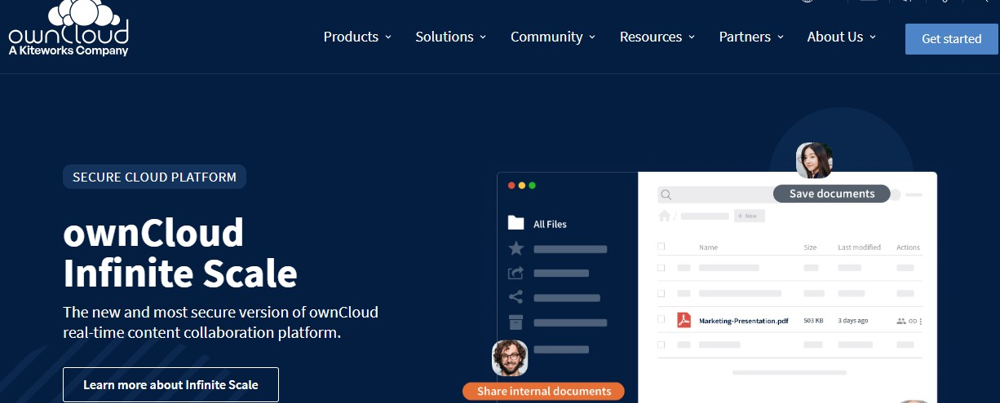 ownCloud
A Kiteworks Company
Products
Solutions
Community
Resources
Partners
About Us
Get started
SECURE CLOUD PLATFORM
ownCloud
Infinite Scale
The new and most secure version of ownCloud
real-time content collaboration platform.
Learn more about Infinite Scale
Save documents
All Files
+ New
Name Size Last modified Actions
Marketing-Presentation.pdf 503 KB 3 days ago
Share internal documents